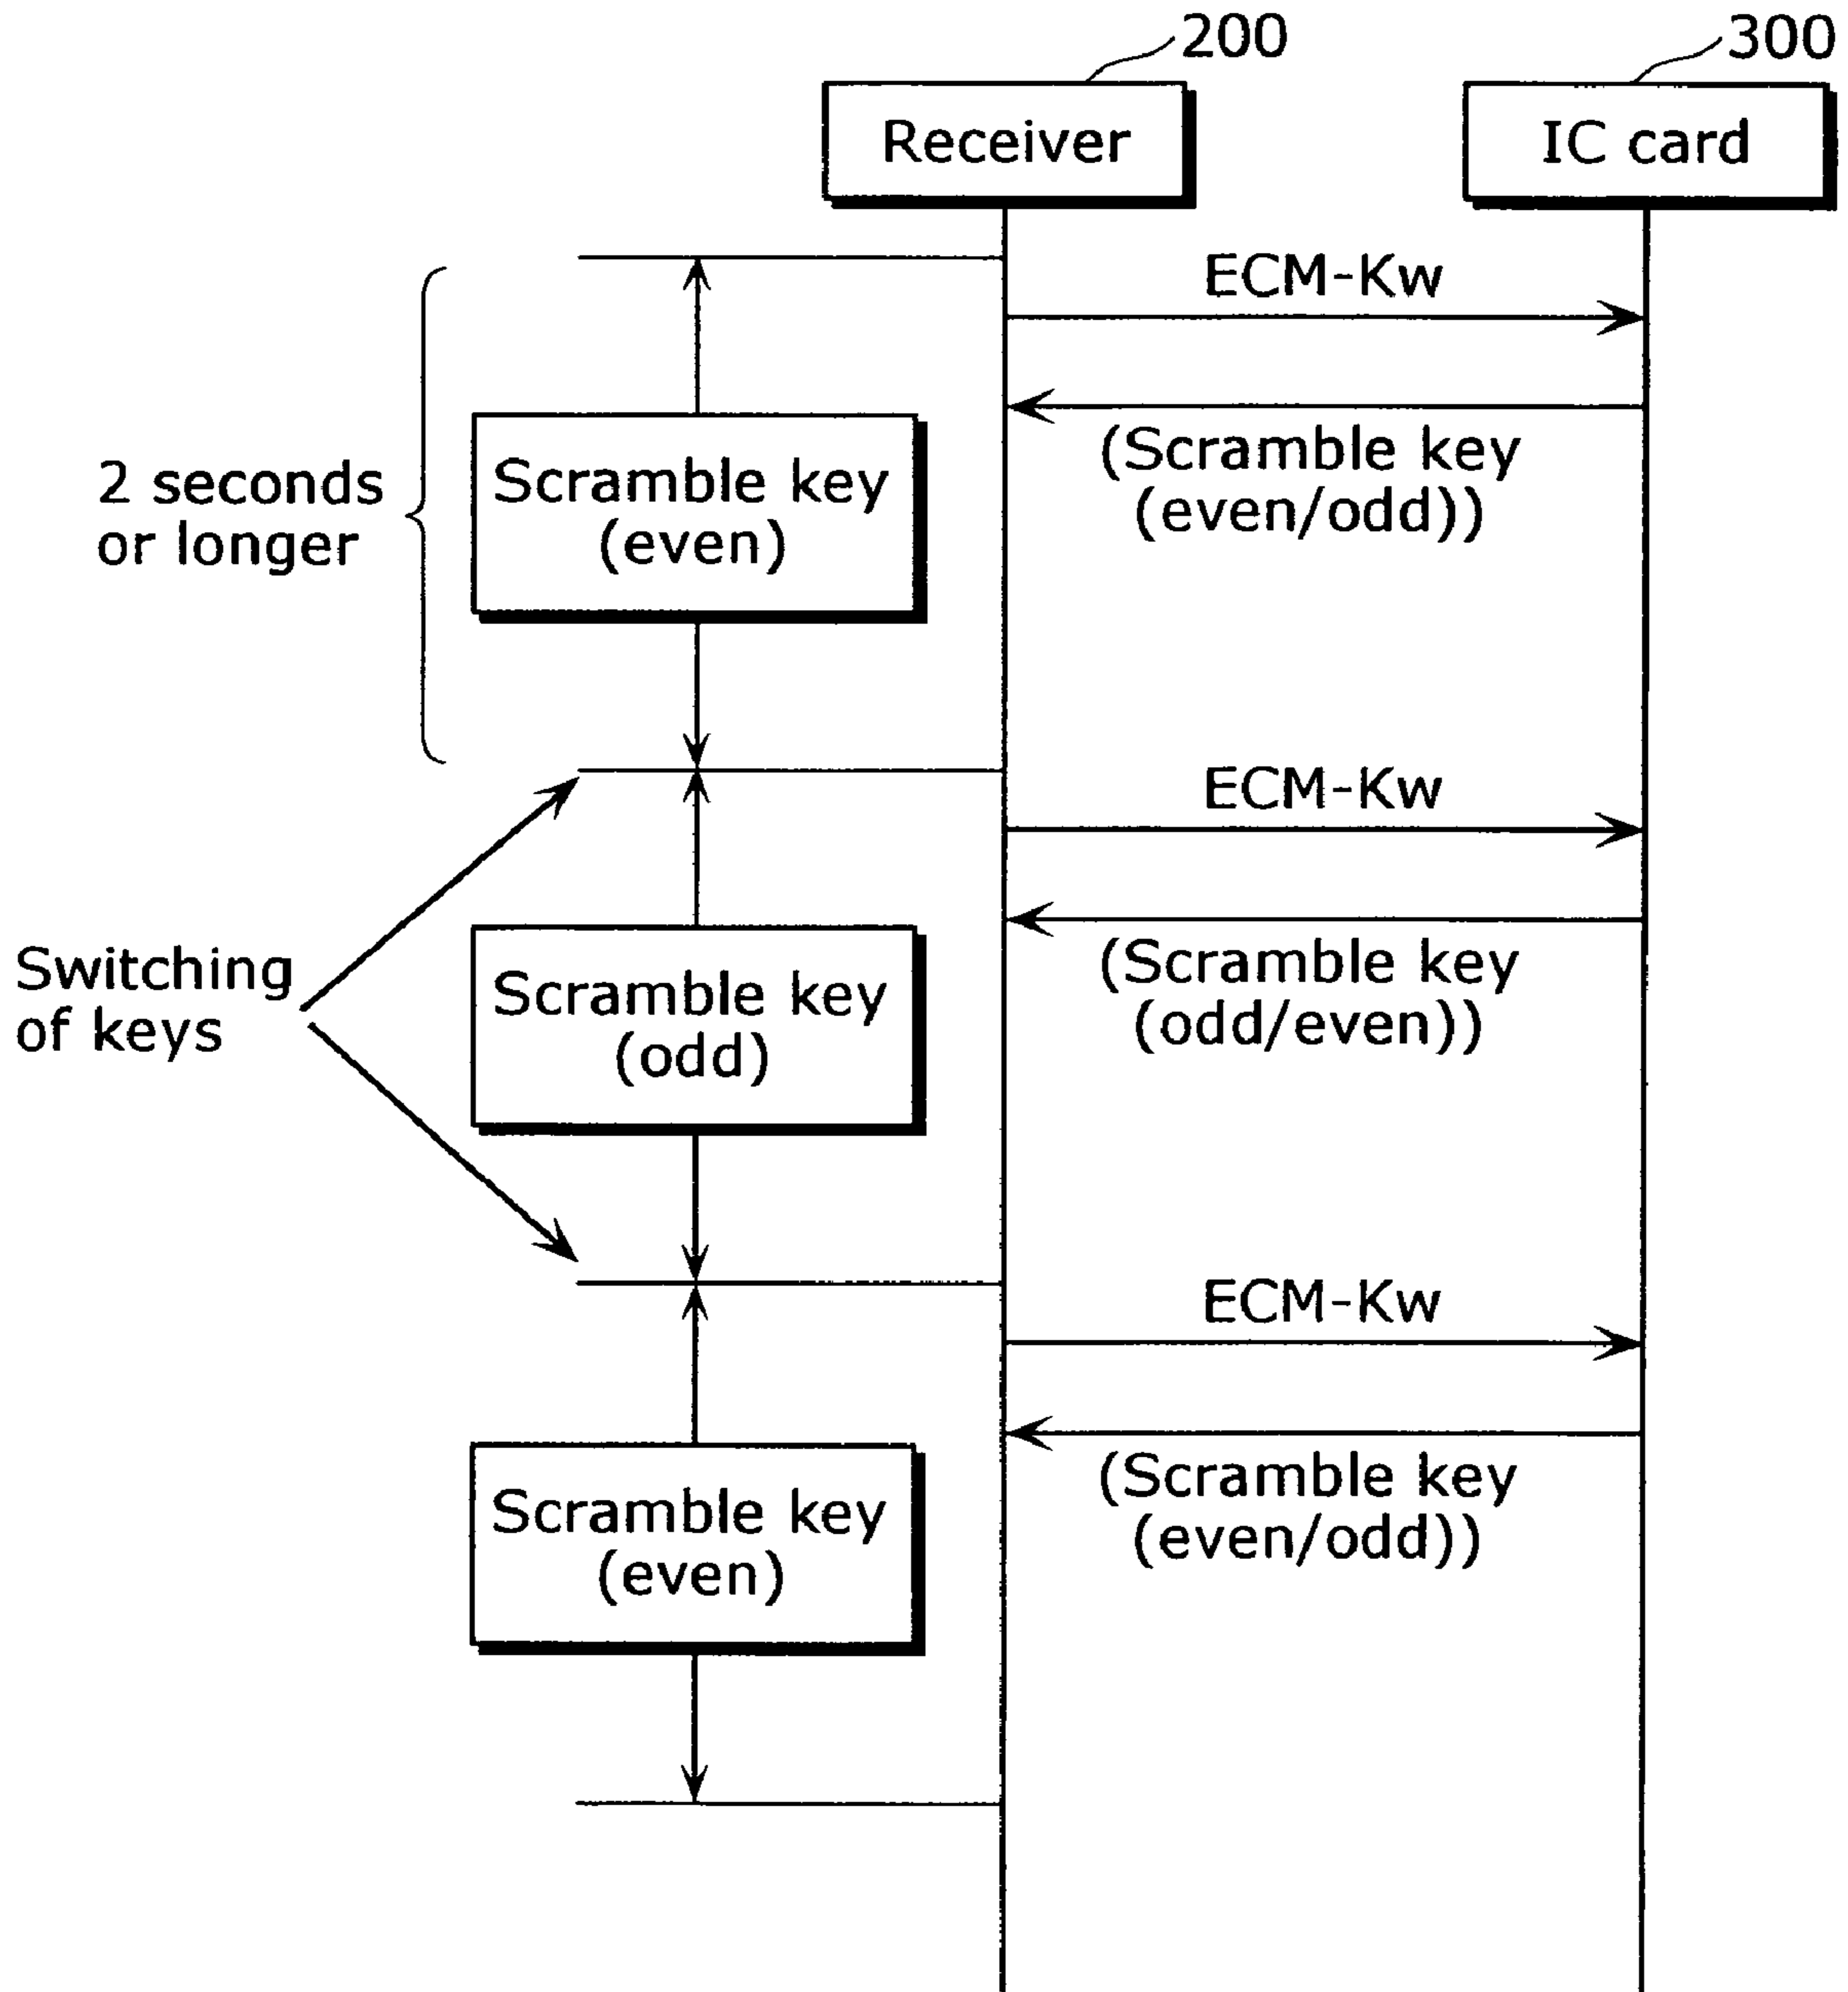 200
300
Receiver
IC card
ECM-Kw
(Scramble key
(even/odd))
2 seconds
or longer
Scramble key
(even)
ECM-Kw
(Scramble key
(odd/even))
Switching
of keys
Scramble key
(odd)
ECM-Kw
(Scramble key
(even/odd))
Scramble key
(even)